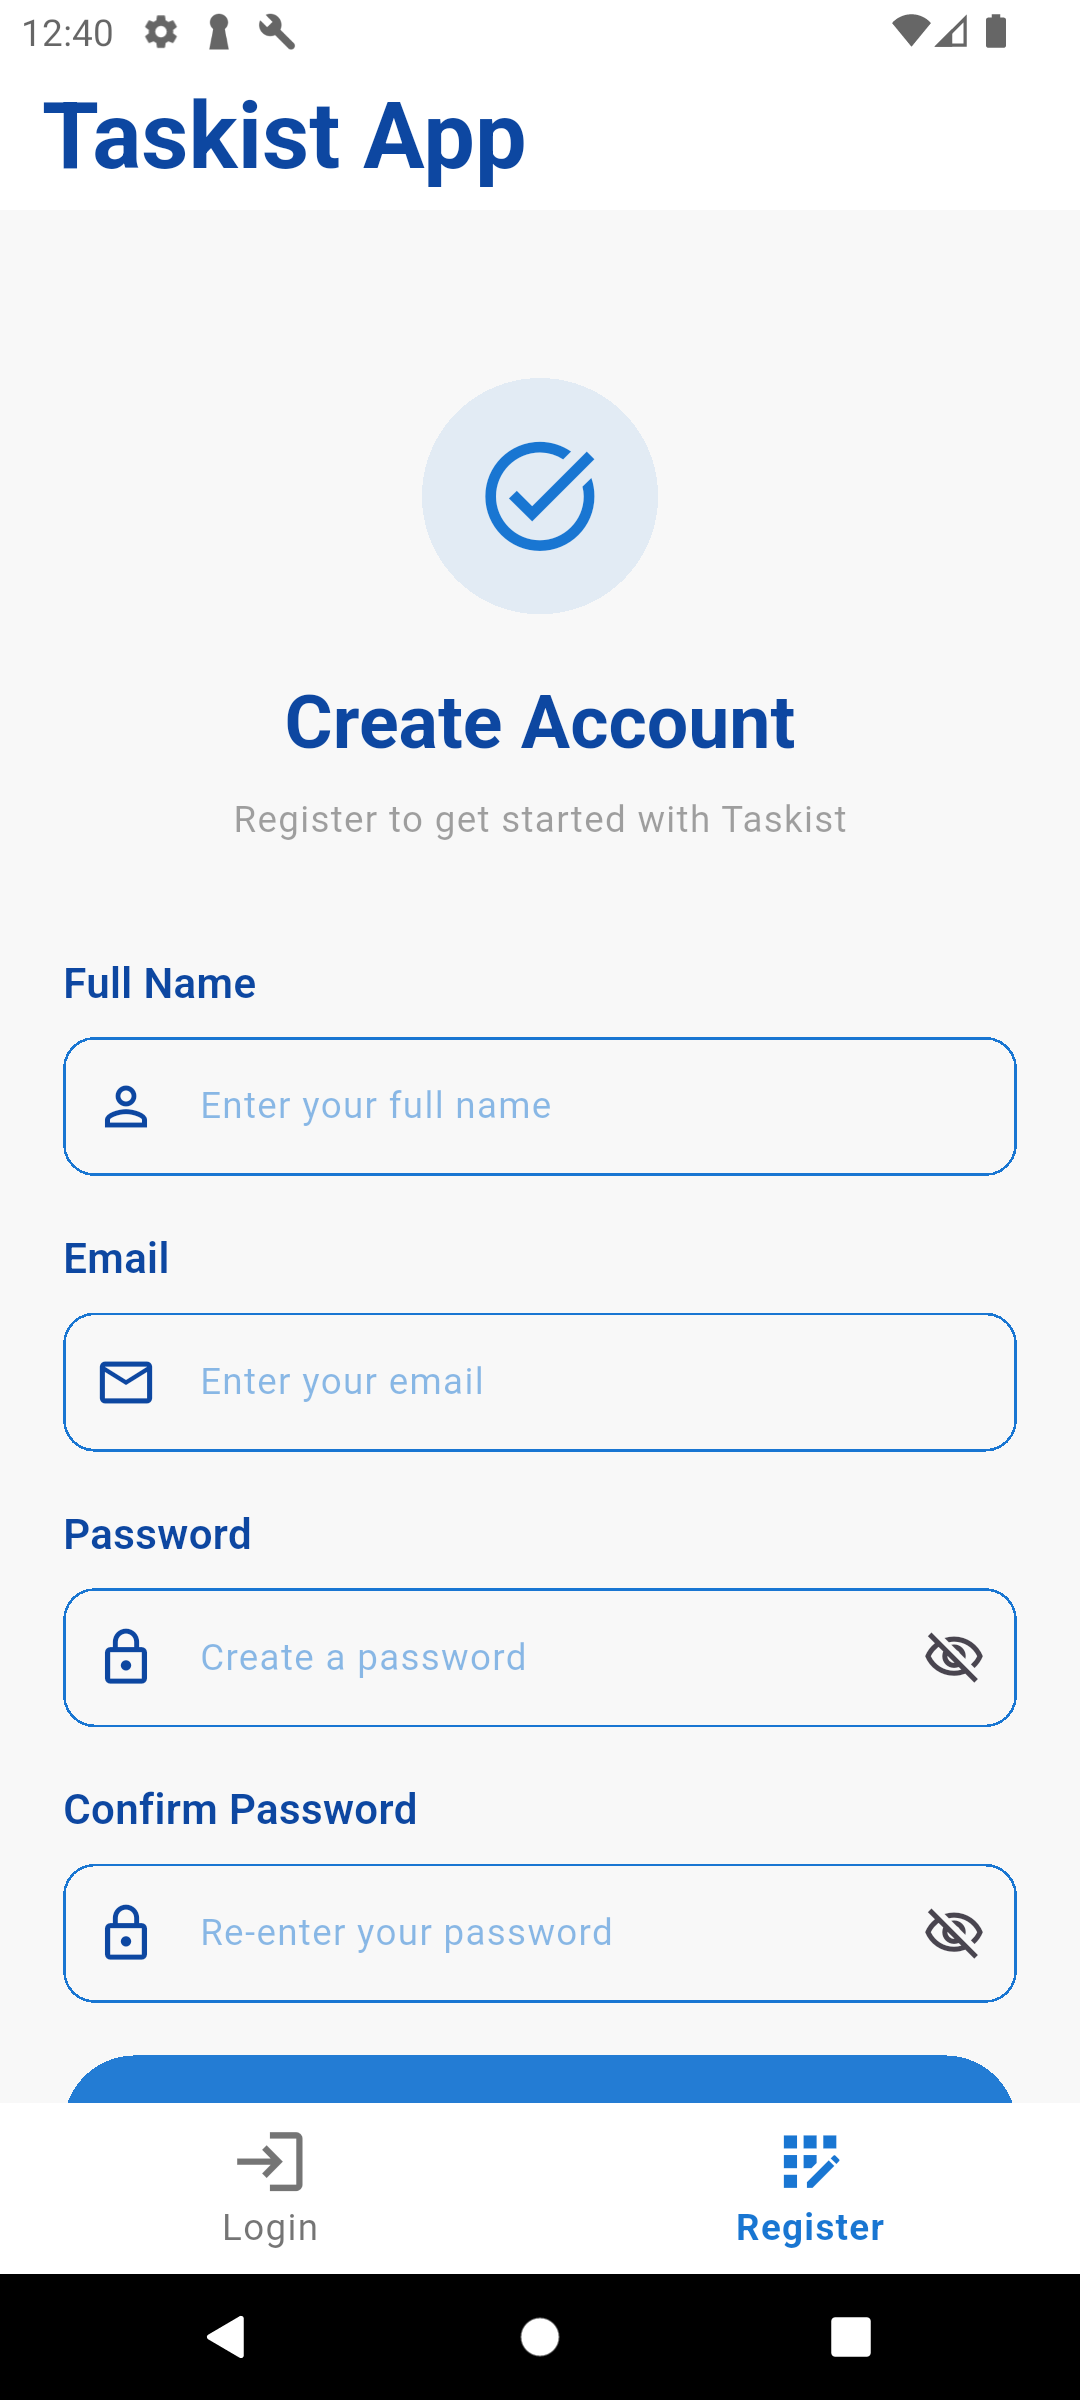 12:40
Taskist App
Create Account
Register to get started with Taskist
Full Name
Enter your full name
Email
Enter your email
Password
Create a password
Confirm Password
Re-enter your password
Login
Register